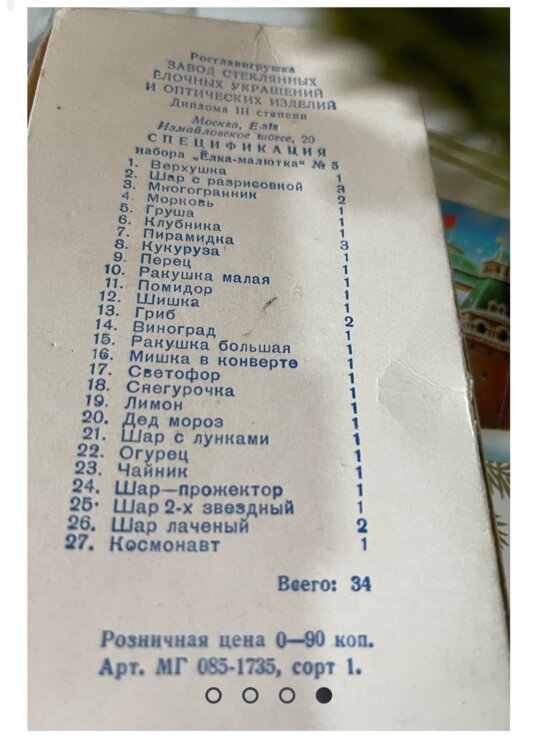 Росглавигрушка
ЗАВОД СТЕКЛЯННЫХ
ЁЛОЧНЫХ УКРАШЕНИЙ
И ОПТИЧЕСКИХ ИЗДЕЛИЙ
Диплома III степени
Москва,
Измайловское шоссе, 20
СПЕЦИФИКАЦИЯ
набора „Ёлка-малютка" № 5
1. Верхушка 1
2. Шар с разрисовкой 3
3. Многогранник 2
4. Морковь 1
5. Груша 1
6. Клубника 1
7. Пирамидка 3
8. Кукуруза 1
9. Перец 1
10. Ракушка малая 1
11. Помидор 1
12. Шишка 1
13. Гриб 2
14. Виноград 1
15. Ракушка большая 1
16. Мишка в конверте 1
17. Светофор 1
18. Снегурочка 1
19. Лимон 1
20. Дед мороз 1
21. Шар с лунками 1
22. Огурец 1
23. Чайник 1
24. Шар—прожектор 1
25. Шар 2-х звездный 1
26. Шар лаченый 2
27. Космонавт 1
Всего: 34
Розничная цена 0—90 коп.
Арт. МГ 085-1735, сорт 1.